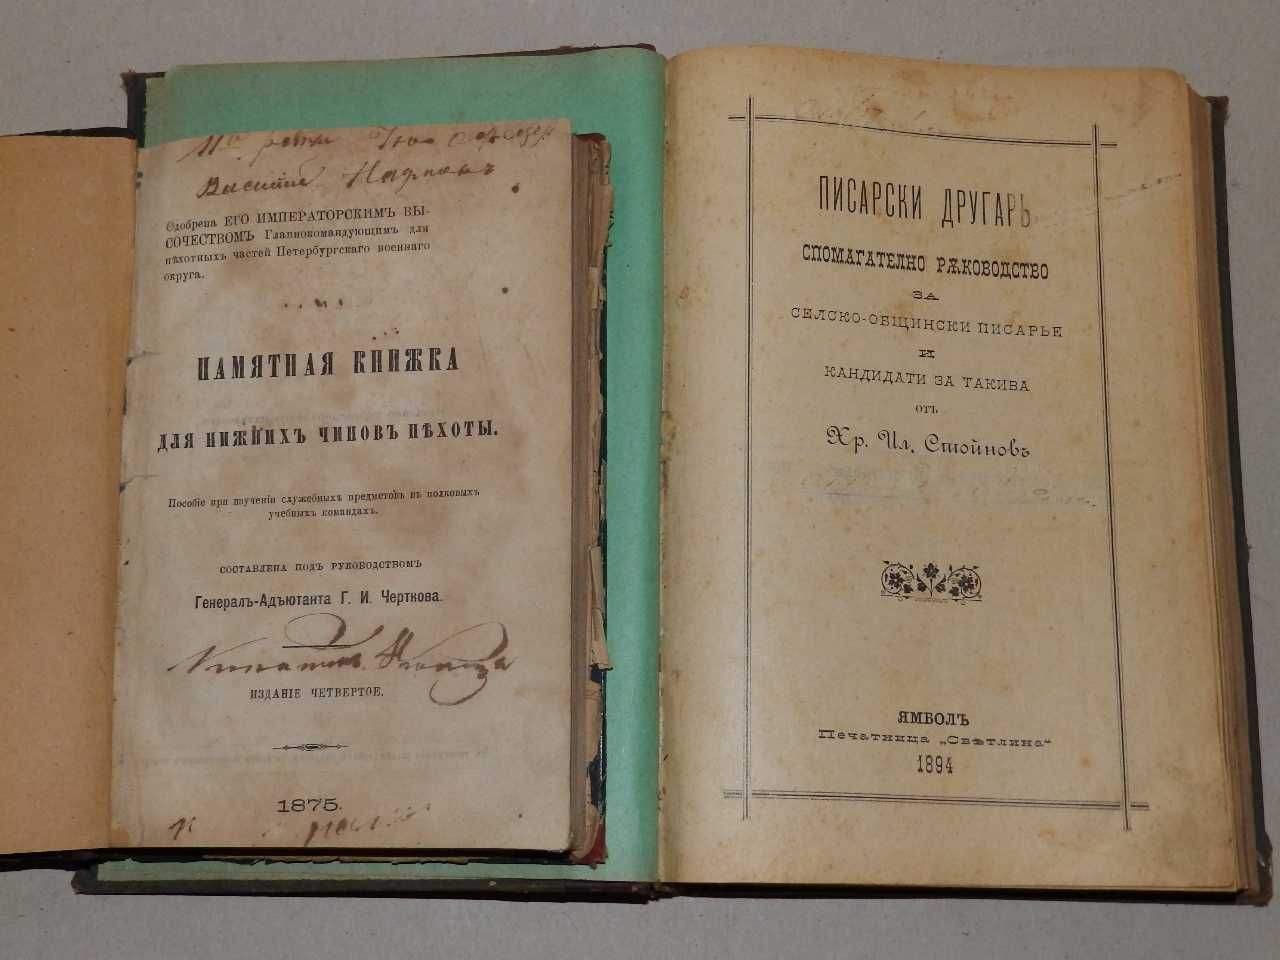 Василiй
Одобрена ЕГО ИМПЕРАТОРСКИМЪ ВЫ-
СОЧЕСТВОМЪ Главнокомандующимъ для
пѣхотныхъ частей Петербургскаго военнаго
округа.
ПАМЯТНАЯ КНИЖКА
ДЛЯ НИЖНИХЪ ЧИНОВЪ ПѢХОТЫ.
Пособіе при изученіи служебныхъ предметовъ въ полковыхъ
учебныхъ командахъ.
СОСТАВЛЕНА ПОДЪ РУКОВОДСТВОМЪ
Генералъ-Адъютанта Г. И. Черткова.
ИЗДАНІЕ ЧЕТВЕРТОЕ.
1875.
ПИСАРСКИ ДРУГАРЬ
СПОМАГАТЕЛНО РѪКОВОДСТВО
ЗА
СЕЛСКО-ОБЩИНСКИ ПИСАРЬЕ
И
КАНДИДАТИ ЗА ТАКИВА
отъ
Хр. Ил. Стойновъ
ЯМБОЛЪ
Печатница „Свѣтлина“
1894